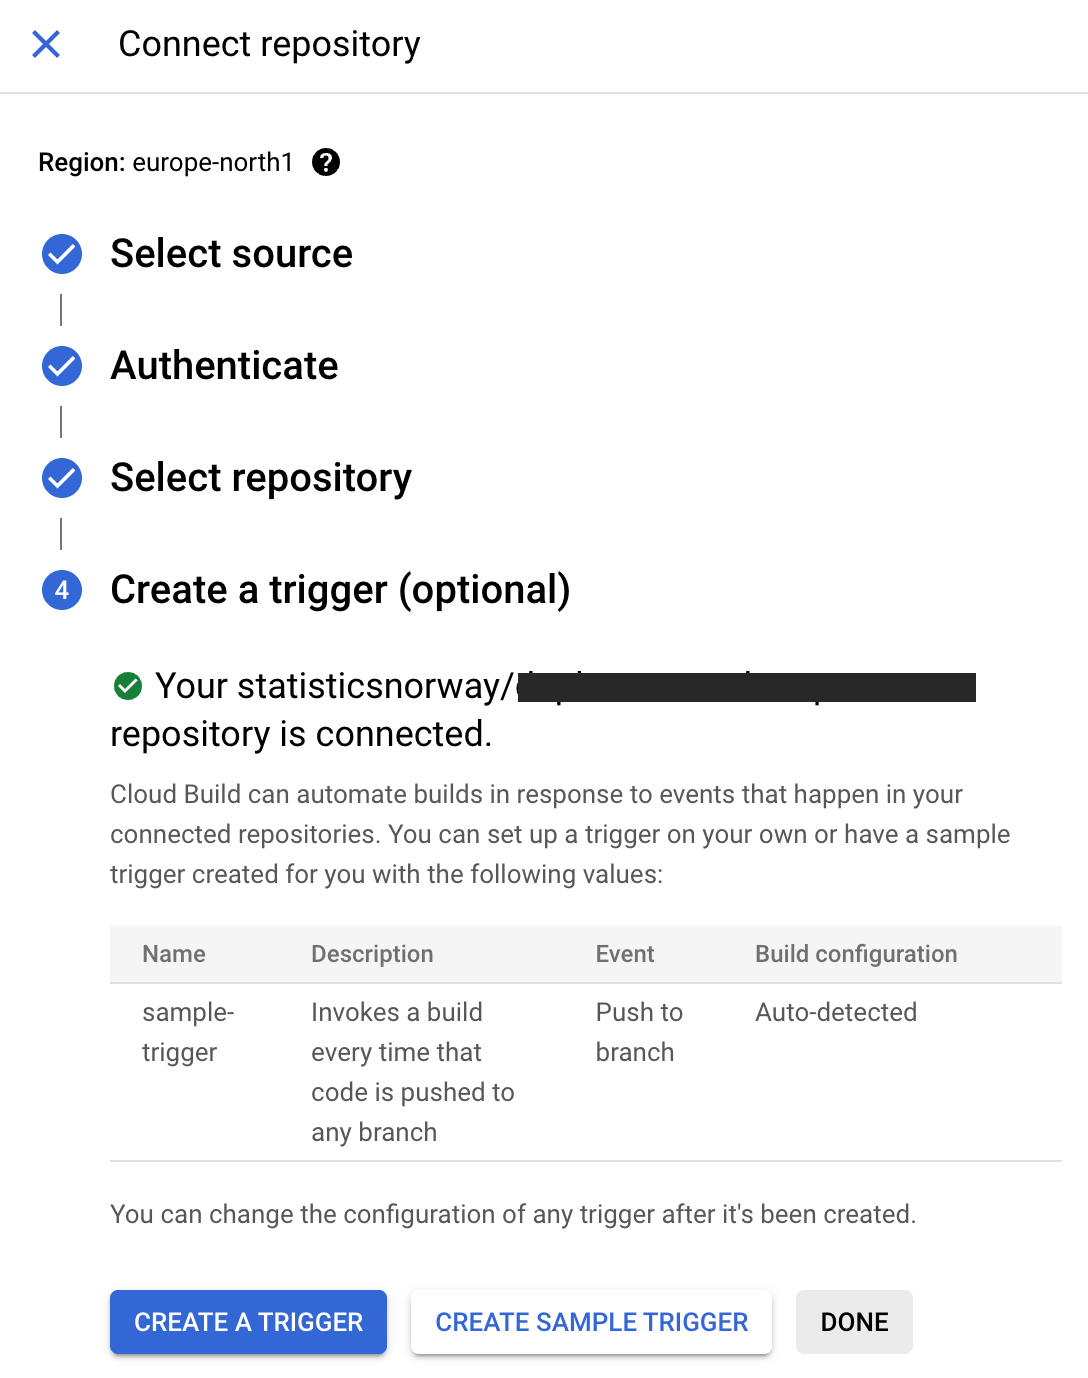 Connect repository
Region: europe-north1
Select source
Authenticate
Select repository
4 Create a trigger (optional)
Your statisticsnorway/
repository is connected.
Cloud Build can automate builds in response to events that happen in your
connected repositories. You can set up a trigger on your own or have a sample
trigger created for you with the following values:
Name Description Event Build configuration
sample- Invokes a build Push to Auto-detected
trigger every time that branch
code is pushed to
any branch
You can change the configuration of any trigger after it's been created.
CREATE A TRIGGER CREATE SAMPLE TRIGGER DONE